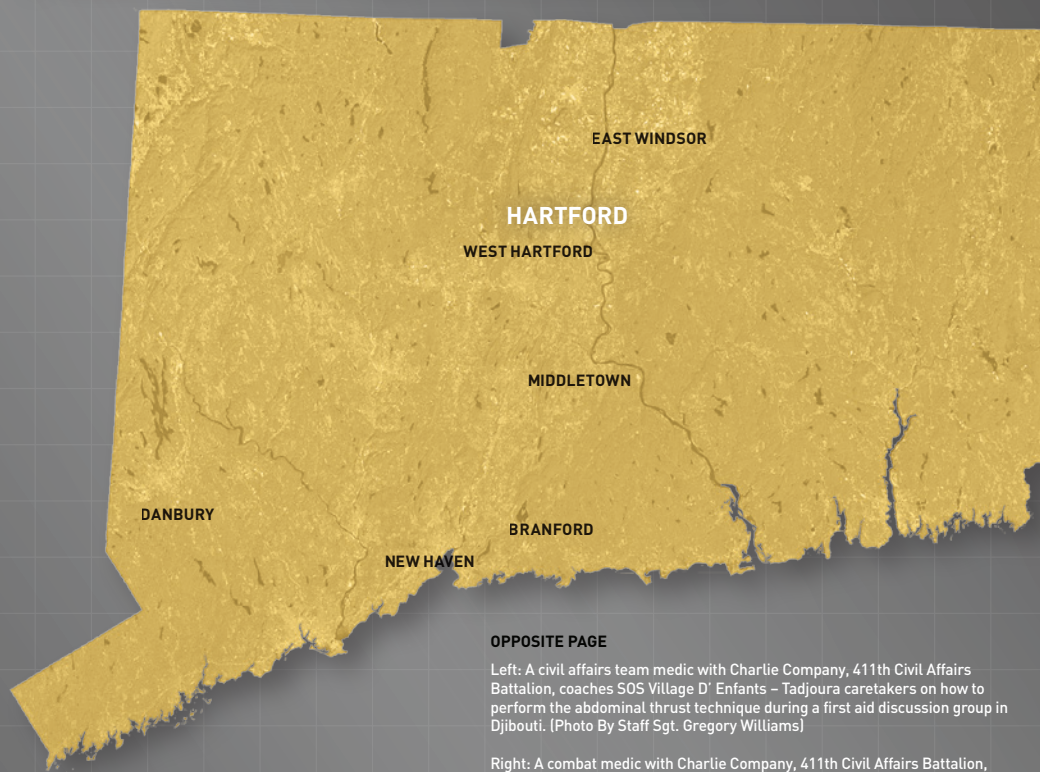 EAST WINDSOR
HARTFORD
WEST HARTFORD
MIDDLETOWN
DANBURY
BRANFORD
NEW HAVEN
OPPOSITE PAGE
Left: A civil affairs team medic with Charlie Company, 411th Civil Affairs
Battalion, coaches SOS Village D' Enfants – Tadjoura caretakers on how to
perform the abdominal thrust technique during a first aid discussion group in
Djibouti. (Photo By Staff Sgt. Gregory Williams)
Right: A combat medic with Charlie Company, 411th Civil Affairs Battalion,